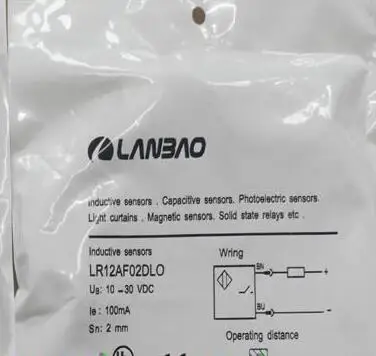 LANBAO
Inductive sensors . Capacitive sensors. Photoelectric sensors.
Light curtains . Magnetic sensors. Solid state relays etc .
Inductive sensors
Wring
LR12AF02DLO
UB: 10 –30 VDC
BN
+
Ie : 100mA
BU
–
Sn: 2 mm
Operating distance